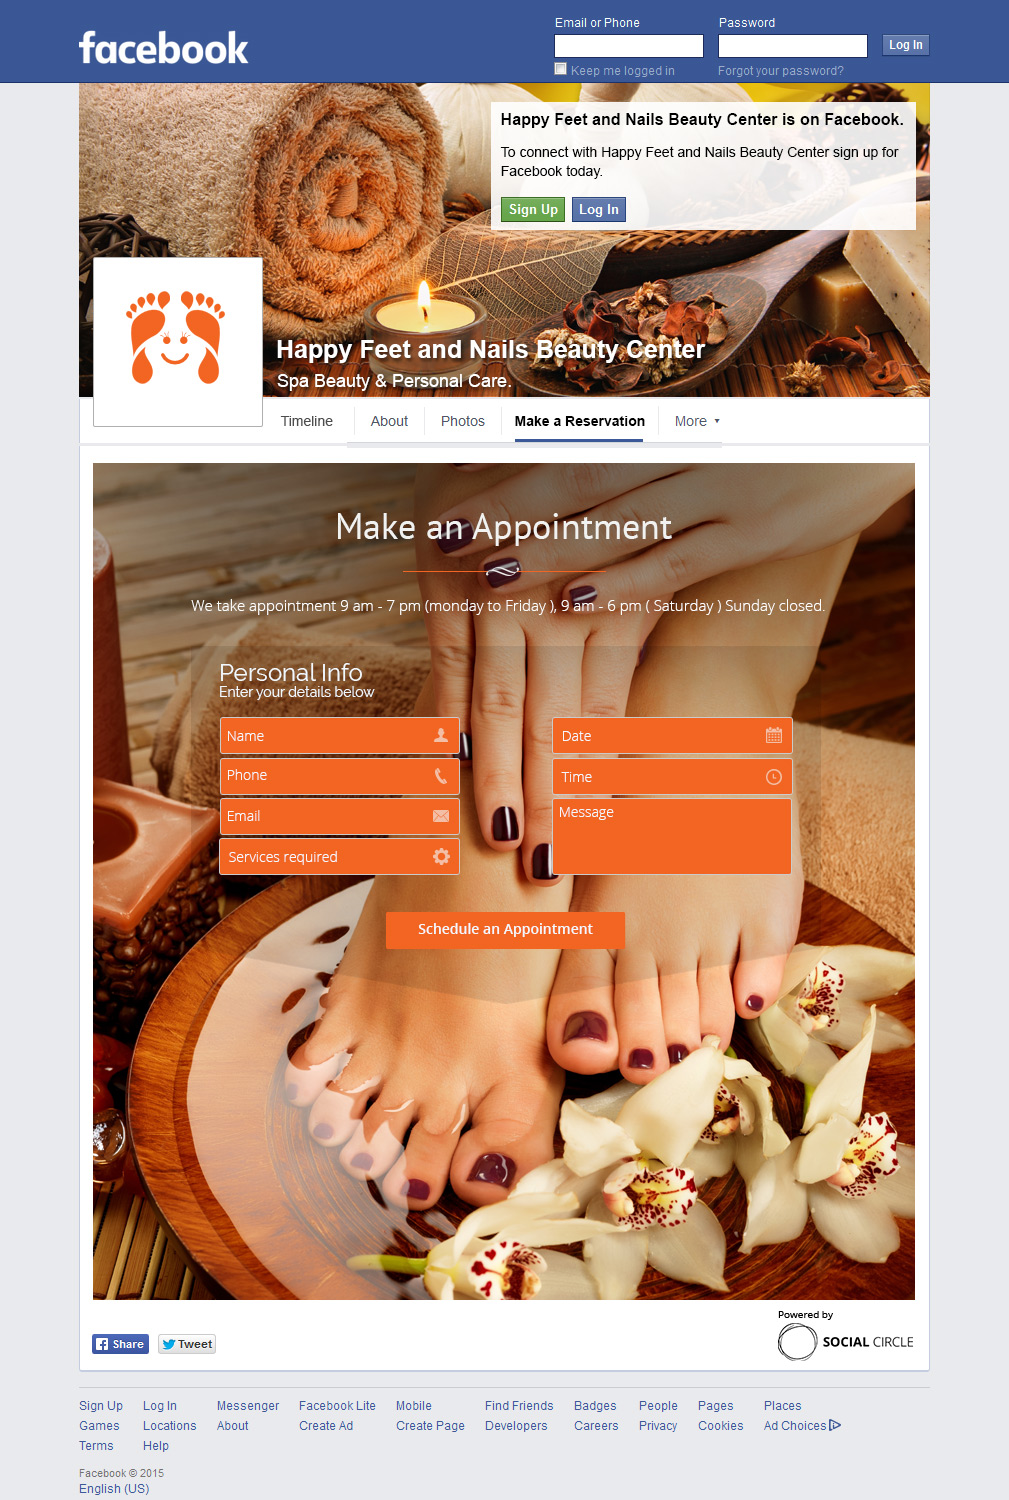 facebook
Email or Phone
Password
Log In
Keep me logged in
Forgot your password?
Happy Feet and Nails Beauty Center is on Facebook.
To connect with Happy Feet and Nails Beauty Center sign up for
Facebook today.
Sign Up Log In
Happy Feet and Nails Beauty Center
Spa Beauty & Personal Care.
Timeline About Photos Make a Reservation More
Make an Appointment
We take appointment 9 am - 7 pm (monday to Friday ), 9 am - 6 pm ( Saturday ) Sunday closed.
Personal Info
Enter your details below
Name
Phone
Email
Services required
Date
Time
Message
Schedule an Appointment
Powered by
SOCIAL CIRCLE
Share Tweet
Sign Up Log In Messenger Facebook Lite Mobile Find Friends Badges People Pages Places
Games Locations About Create Ad Create Page Developers Careers Privacy Cookies Ad Choices
Terms Help
Facebook © 2015
English (US)